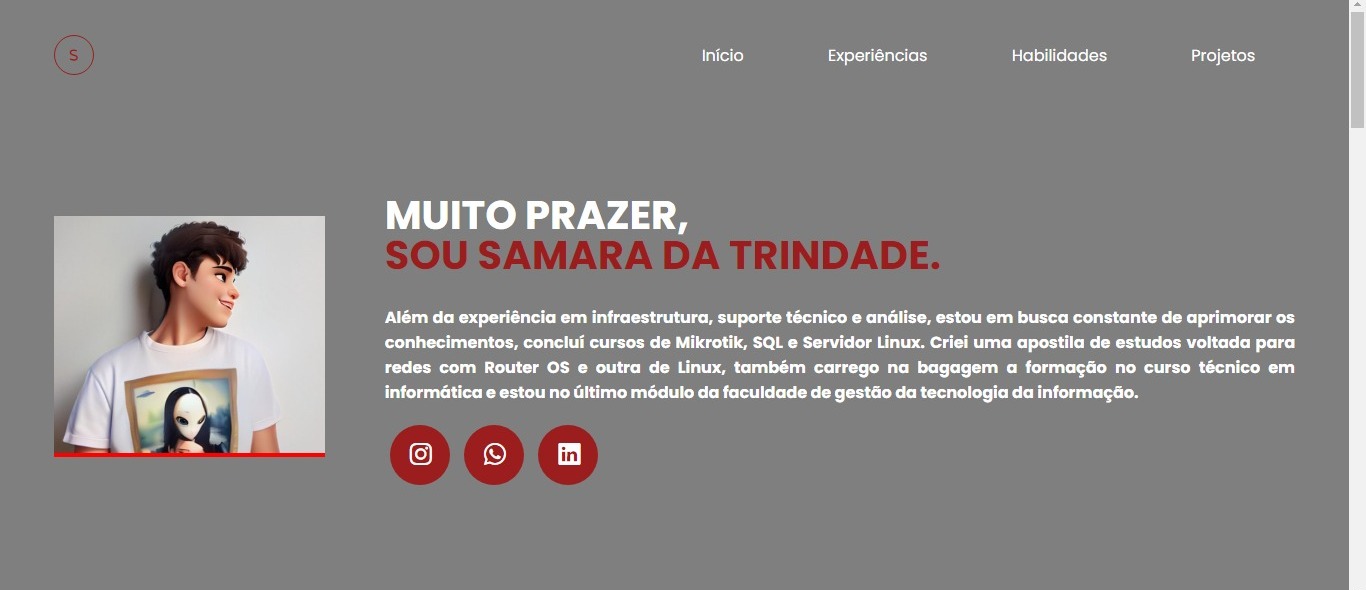 S
Início Experiências Habilidades Projetos
MUITO PRAZER,
SOU SAMARA DA TRINDADE.
Além da experiência em infraestrutura, suporte técnico e análise, estou em busca constante de aprimorar os
conhecimentos, concluí cursos de Mikrotik, SQL e Servidor Linux. Criei uma apostila de estudos voltada para
redes com Router OS e outra de Linux, também carrego na bagagem a formação no curso técnico em
informática e estou no último módulo da faculdade de gestão da tecnologia da informação.
in